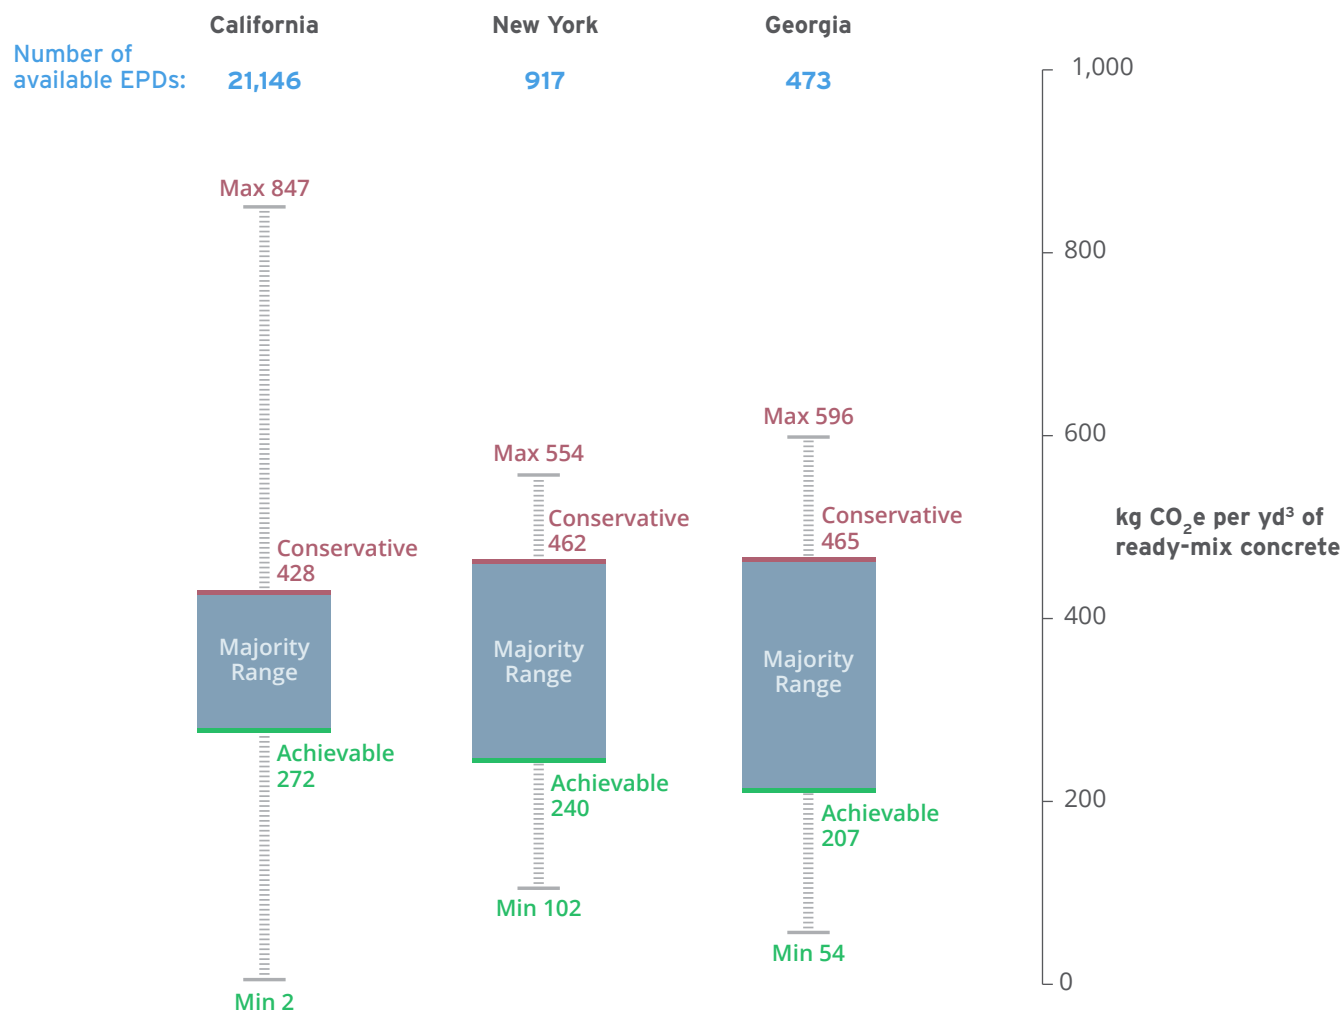 California
New York
Georgia
Number of
available EPDs:
21,146
917
473
Max 847
Conservative
428
Majority
Range
Achievable
272
Min 2
Max 554
Conservative
462
Majority
Range
Achievable
240
Min 102
Max 596
Conservative
465
Majority
Range
Achievable
207
Min 54
1,000
800
600
400
200
0
kg CO₂e per yd³ of
ready-mix concrete